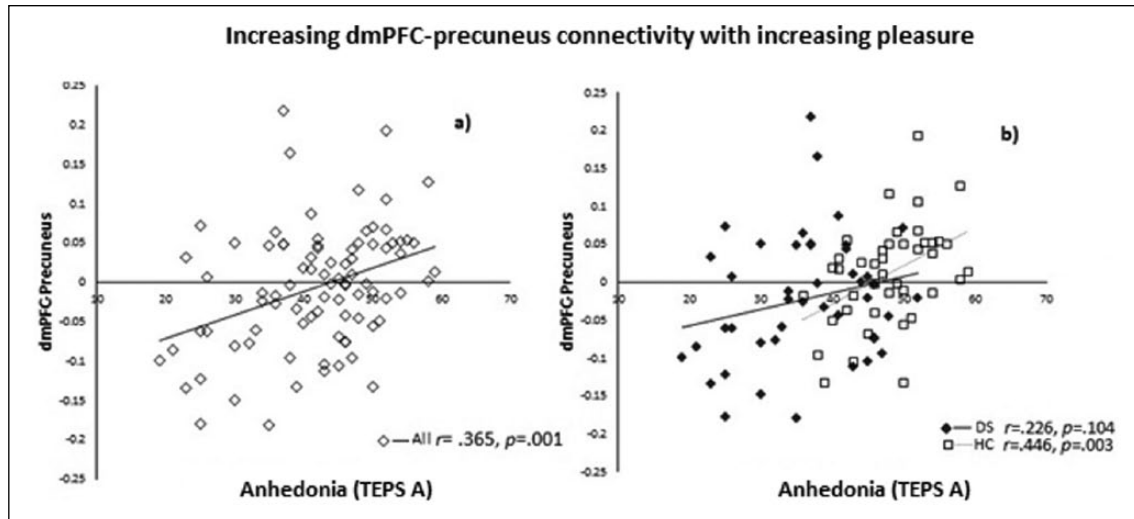 Increasing dmPFC-precuneus connectivity with increasing pleasure
a)
0.25
0.2
0.15
0.1
0.05
0
-0.05
-0.1
-0.15
-0.2
-0.25
10 20 30 40 50 60 70
dmPFC-Precuneus
All r= .365, p=.001
Anhedonia (TEPS A)
b)
0.25
0.2
0.15
0.1
0.05
0
-0.05
-0.1
-0.15
-0.2
-0.25
10 20 30 40 50 60 70
dmPFC-Precuneus
DS r=.226, p=.104
HC r=.446, p=.003
Anhedonia (TEPS A)